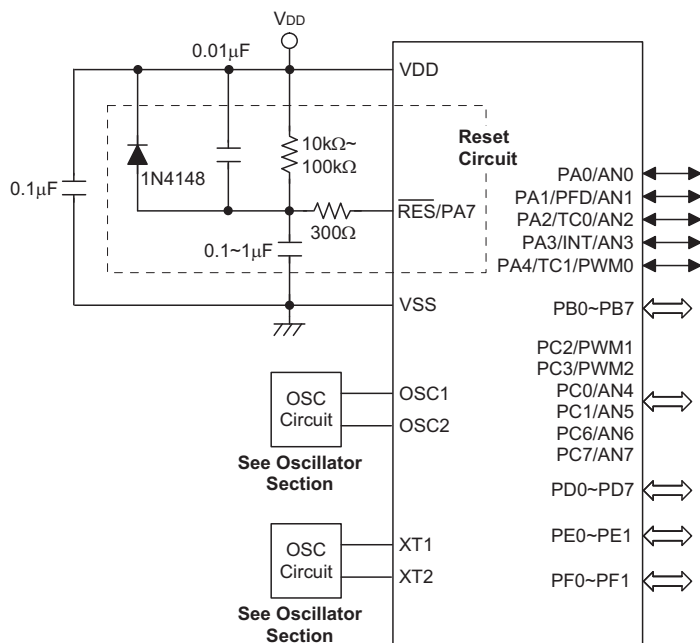 VDD
0.01μF
VDD
Reset
Circuit
10kΩ~
100kΩ
1N4148
0.1μF
RES/PA7
300Ω
0.1~1μF
VSS
OSC
Circuit
OSC1
OSC2
See Oscillator
Section
OSC
Circuit
XT1
XT2
See Oscillator
Section
PA0/AN0
PA1/PFD/AN1
PA2/TC0/AN2
PA3/INT/AN3
PA4/TC1/PWM0
PB0~PB7
PC2/PWM1
PC3/PWM2
PC0/AN4
PC1/AN5
PC6/AN6
PC7/AN7
PD0~PD7
PE0~PE1
PF0~PF1